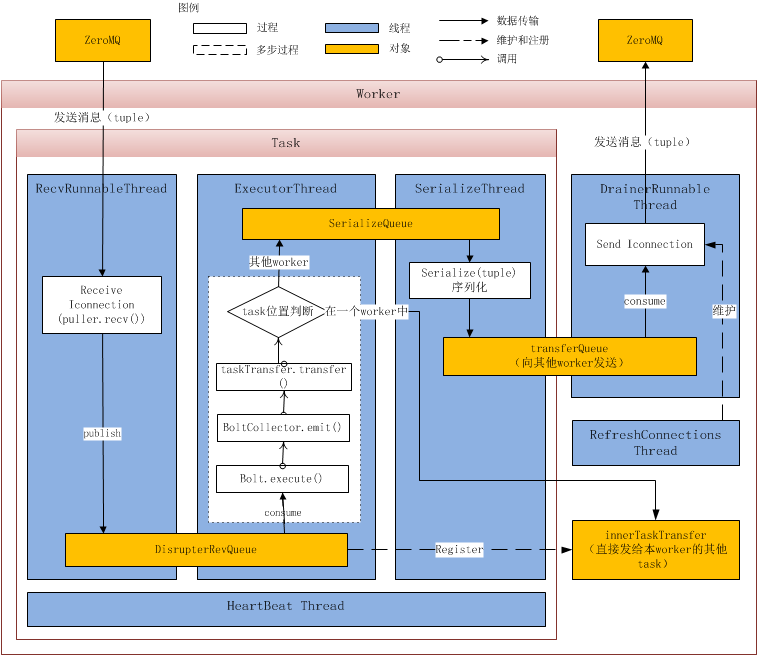 图例
过程
线程
数据传输
多步过程
对象
维护和注册
调用
ZeroMQ
ZeroMQ
Worker
发送消息（tuple）
发送消息（tuple）
Task
RecvRunnableThread
ExecutorThread
SerializeThread
DrainerRunnable
Thread
SerializeQueue
Send Iconnection
其他worker
Receive
Iconnection
(puller.recv())
Serialize(tuple)
序列化
consume
task位置判断
在一个worker中
维护
transferQueue
（向其他worker发送）
taskTransfer.transfer
()
publish
BoltCollector.emit()
RefreshConnections
Thread
Bolt.execute()
consume
DisrupterRevQueue
Register
innerTaskTransfer
（直接发给本worker的其他
task）
HeartBeat Thread